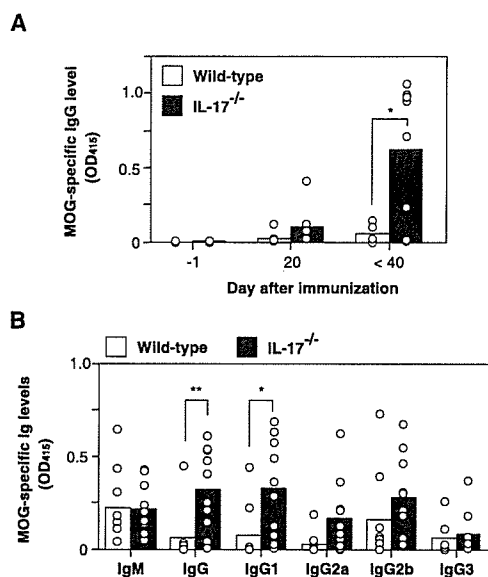 A
Wild-type
IL-17-/-
MOG-specific IgG level
(OD415)
1.0
0.5
0
*
-1 20 < 40
Day after immunization
B
Wild-type IL-17-/-
MOG-specific Ig levels
(OD415)
1.0
0.5
0
** *
IgM IgG IgG1 IgG2a IgG2b IgG3